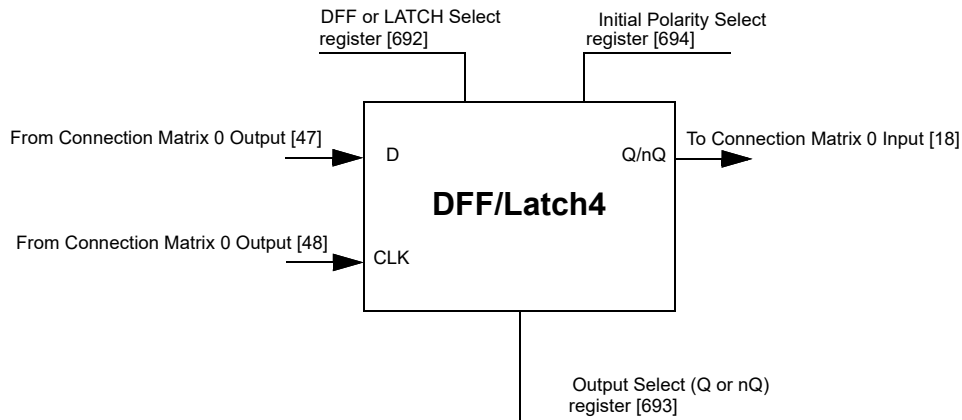 DFF or LATCH Select
register [692]
Initial Polarity Select
register [694]
From Connection Matrix 0 Output [47]
D
Q/nQ
To Connection Matrix 0 Input [18]
DFF/Latch4
From Connection Matrix 0 Output [48]
CLK
Output Select (Q or nQ)
register [693]